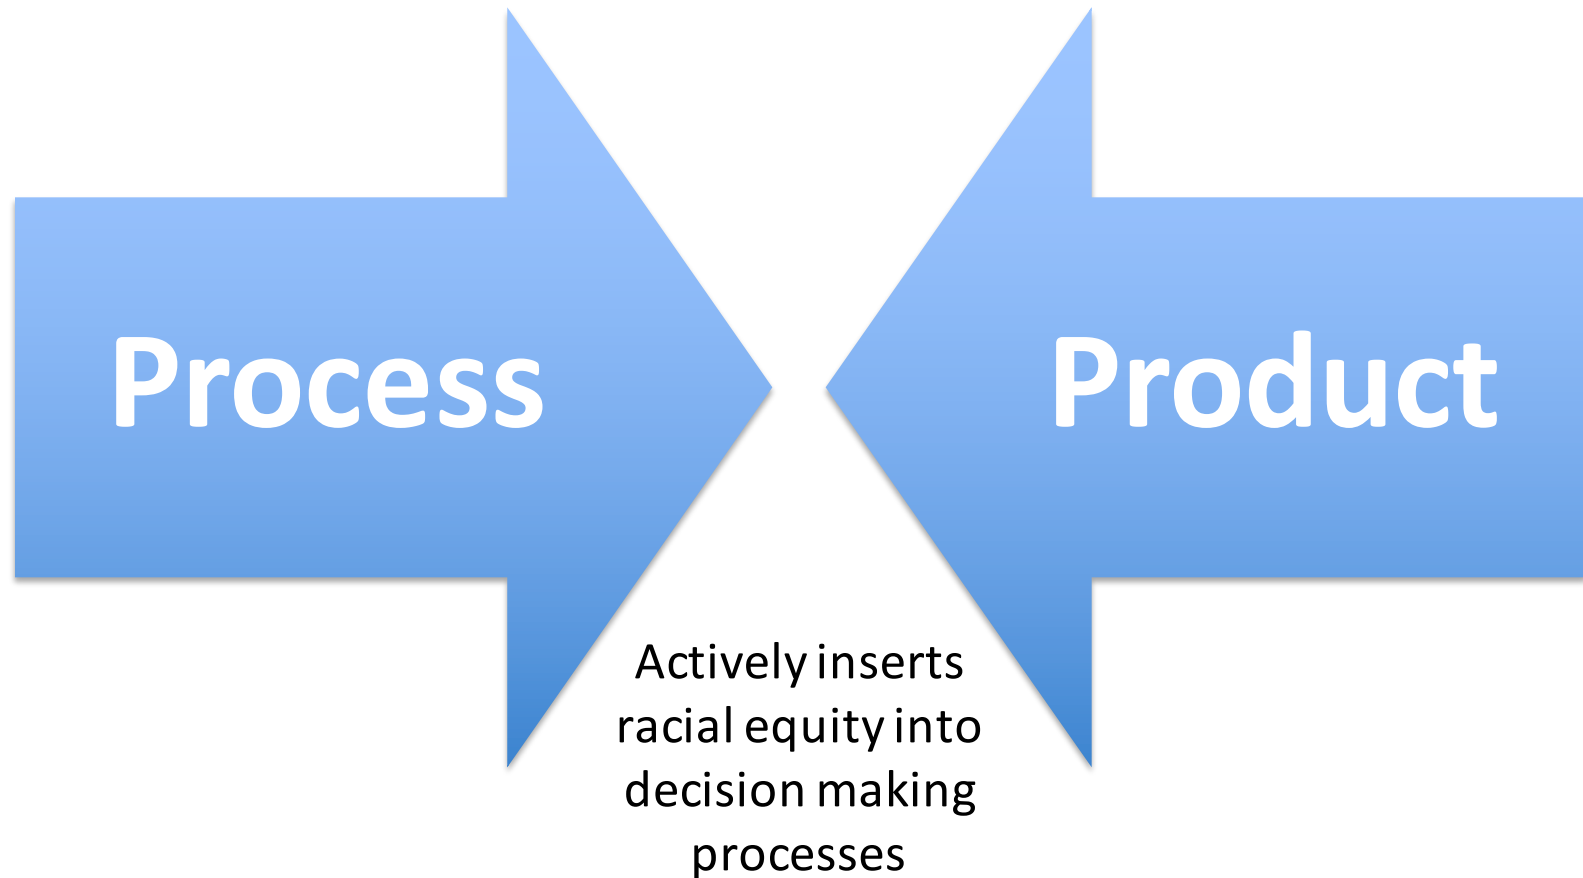 Process
Product
Actively inserts
racial equity into
decision making
processes